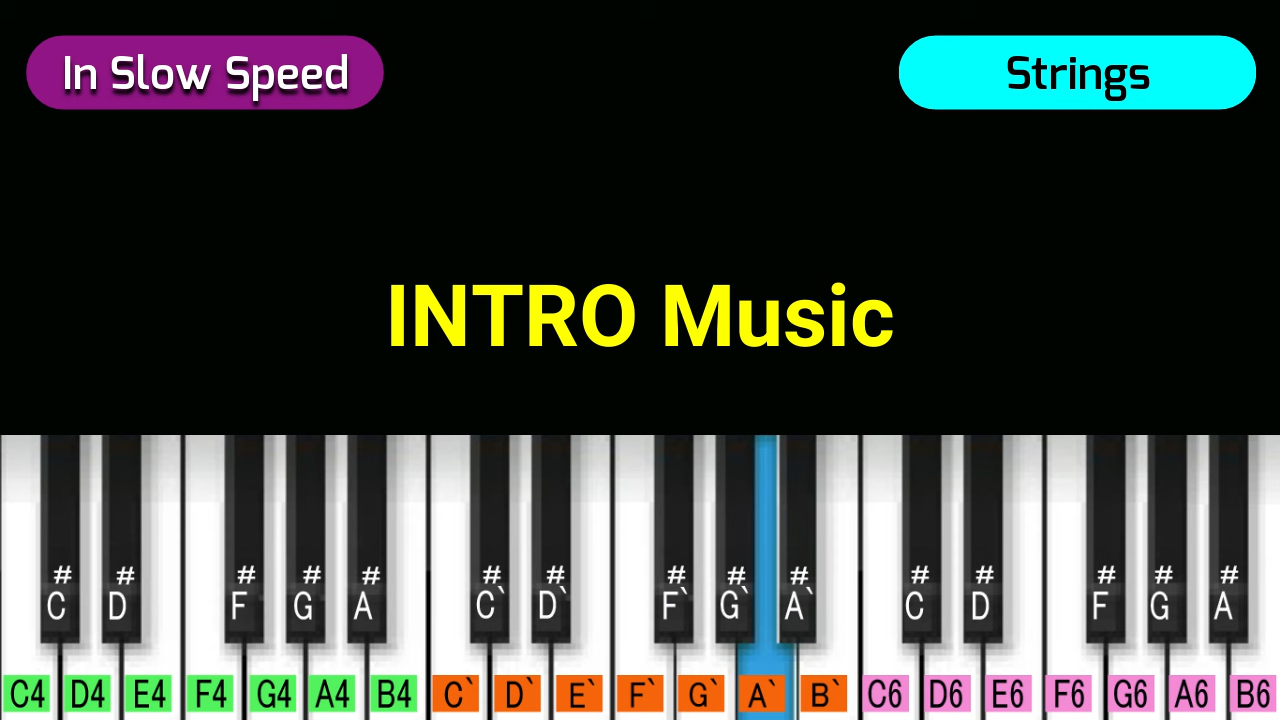 In Slow Speed
Strings
INTRO Music
# # # # # # # # # # # # # # #
C D F G A C` D` F` G` A` C D F G A
C4 D4 E4 F4 G4 A4 B4 C` D` E` F` G` A` B` C6 D6 E6 F6 G6 A6 B6